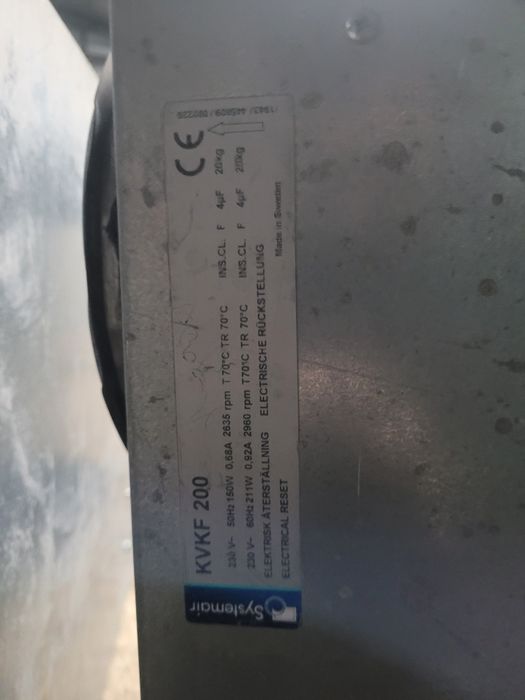 Systemair
KVKF 200
230 V~ 50Hz 150W 0,68A 2635 rpm T 70°C TR 70°C INS.CL. F 4µF 20kg
230 V~ 60Hz 211W 0,92A 2960 rpm T70°C TR 70°C INS.CL. F 4µF 20kg
ELEKTRISK ÅTERSTÄLLNING ELECTRISCHE RÜCKSTELLUNG
ELECTRICAL RESET Made in Sweden
CE